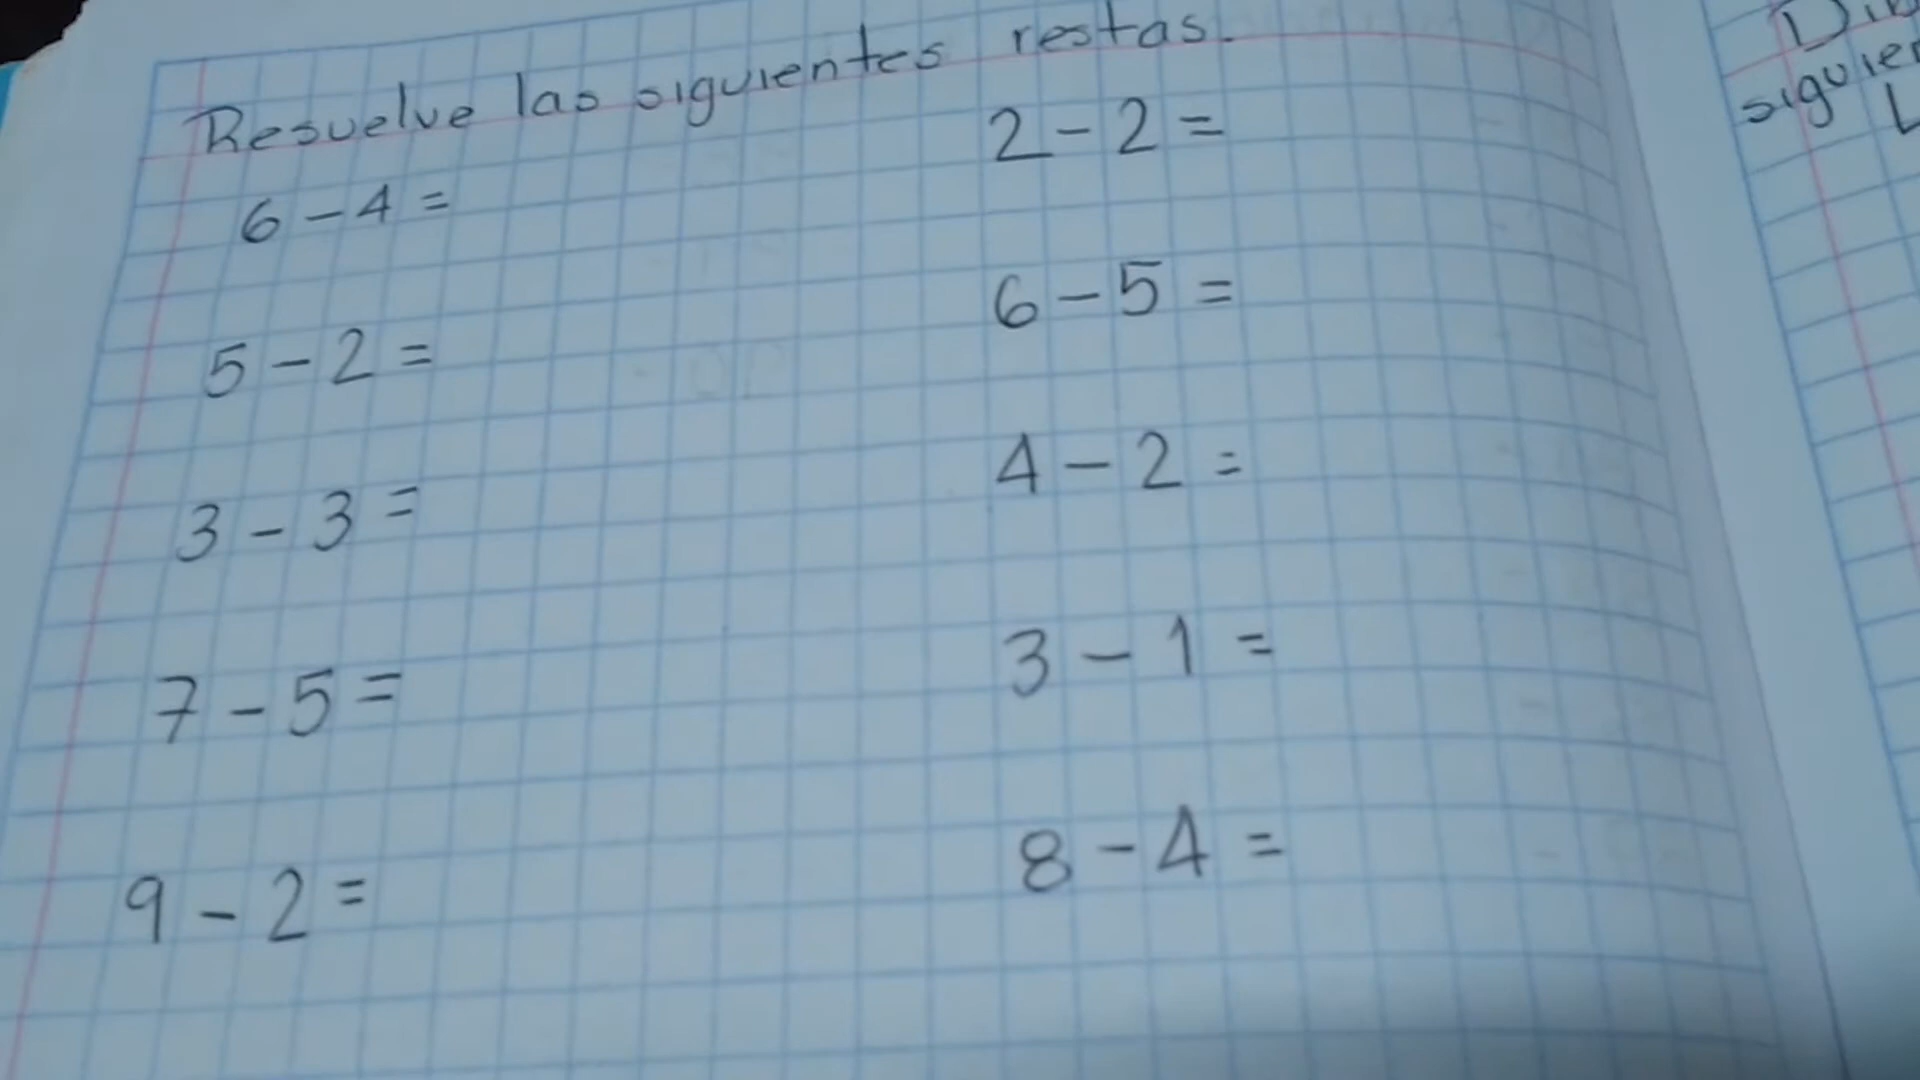 Resuelve las siguientes restas.
6 - 4 =
5 - 2 =
3 - 3 =
7 - 5 =
9 - 2 =
2 - 2 =
6 - 5 =
4 - 2 =
3 - 1 =
8 - 4 =